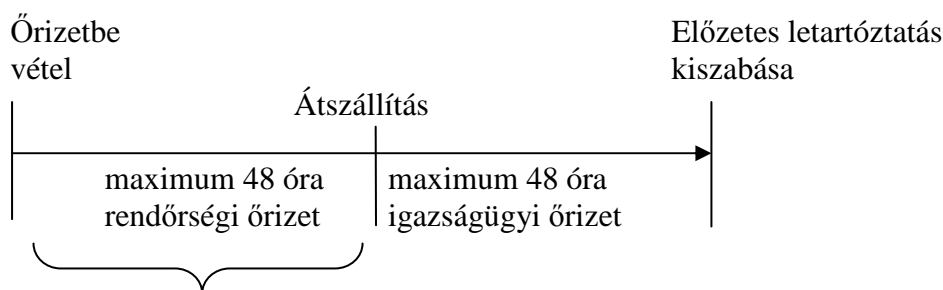 Őrizetbe
vétel
Előzetes letartóztatás
kiszabása
Átszállítás
maximum 48 óra
rendőrségi őrizet
maximum 48 óra
igazságügyi őrizet